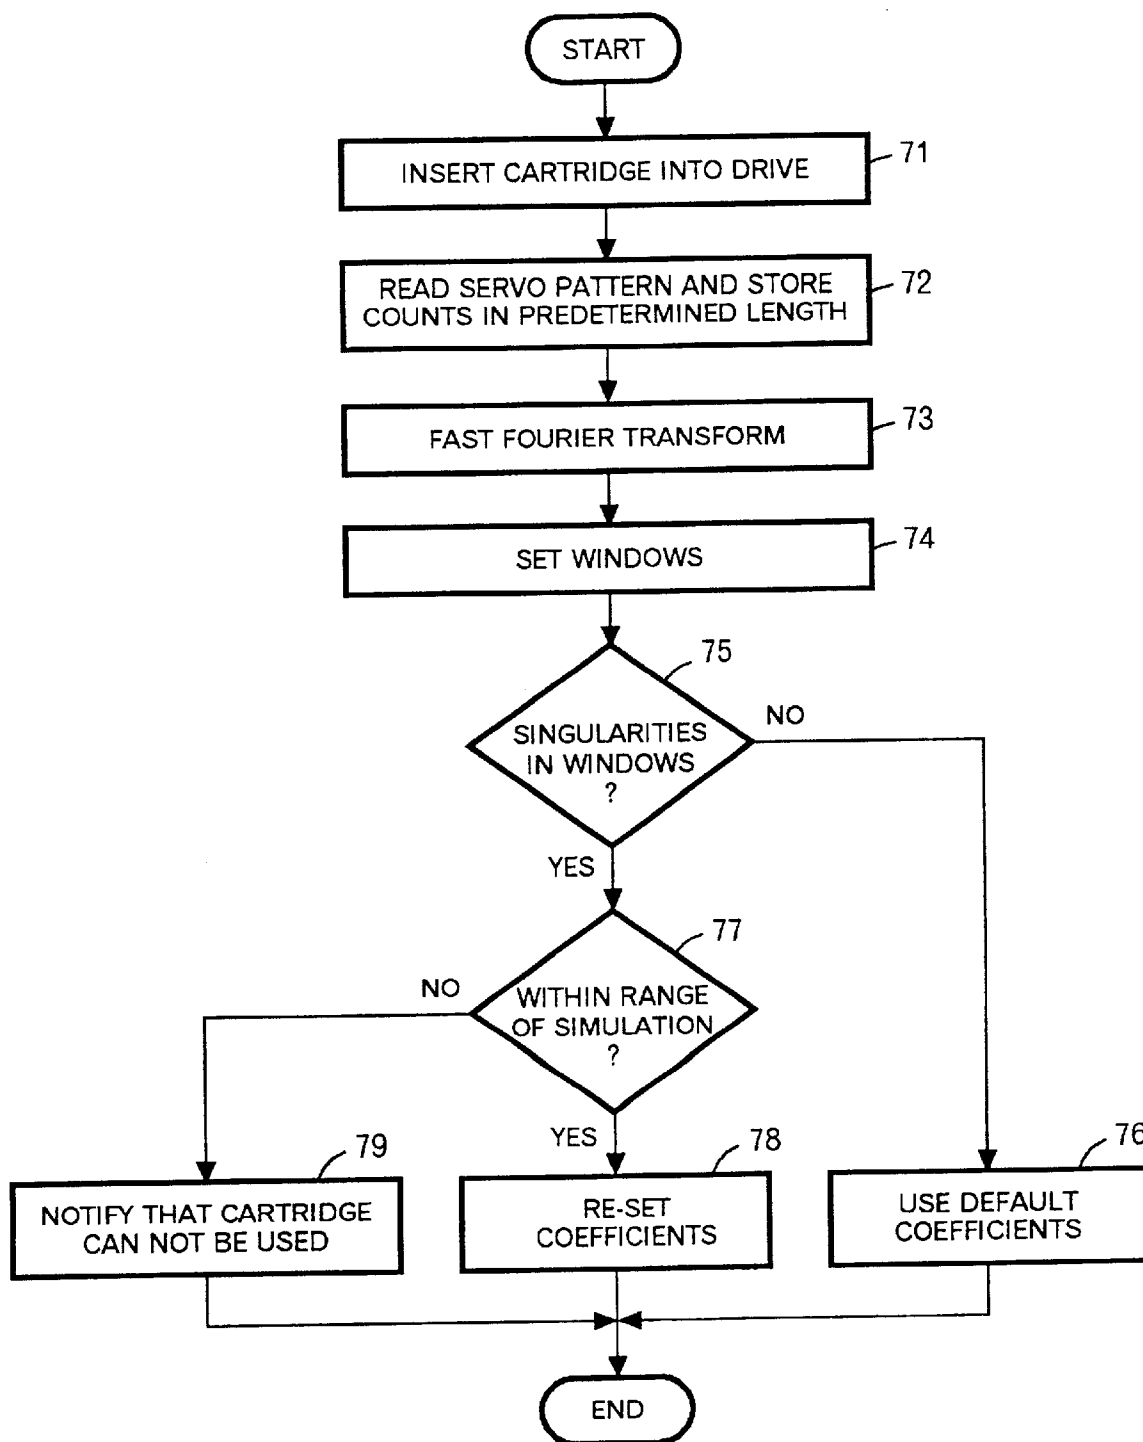 START
INSERT CARTRIDGE INTO DRIVE
71
READ SERVO PATTERN AND STORE
COUNTS IN PREDETERMINED LENGTH
72
FAST FOURIER TRANSFORM
73
SET WINDOWS
74
75
SINGULARITIES
IN WINDOWS
?
NO
YES
77
WITHIN RANGE
OF SIMULATION
?
NO
YES
79
NOTIFY THAT CARTRIDGE
CAN NOT BE USED
78
RE-SET
COEFFICIENTS
76
USE DEFAULT
COEFFICIENTS
END